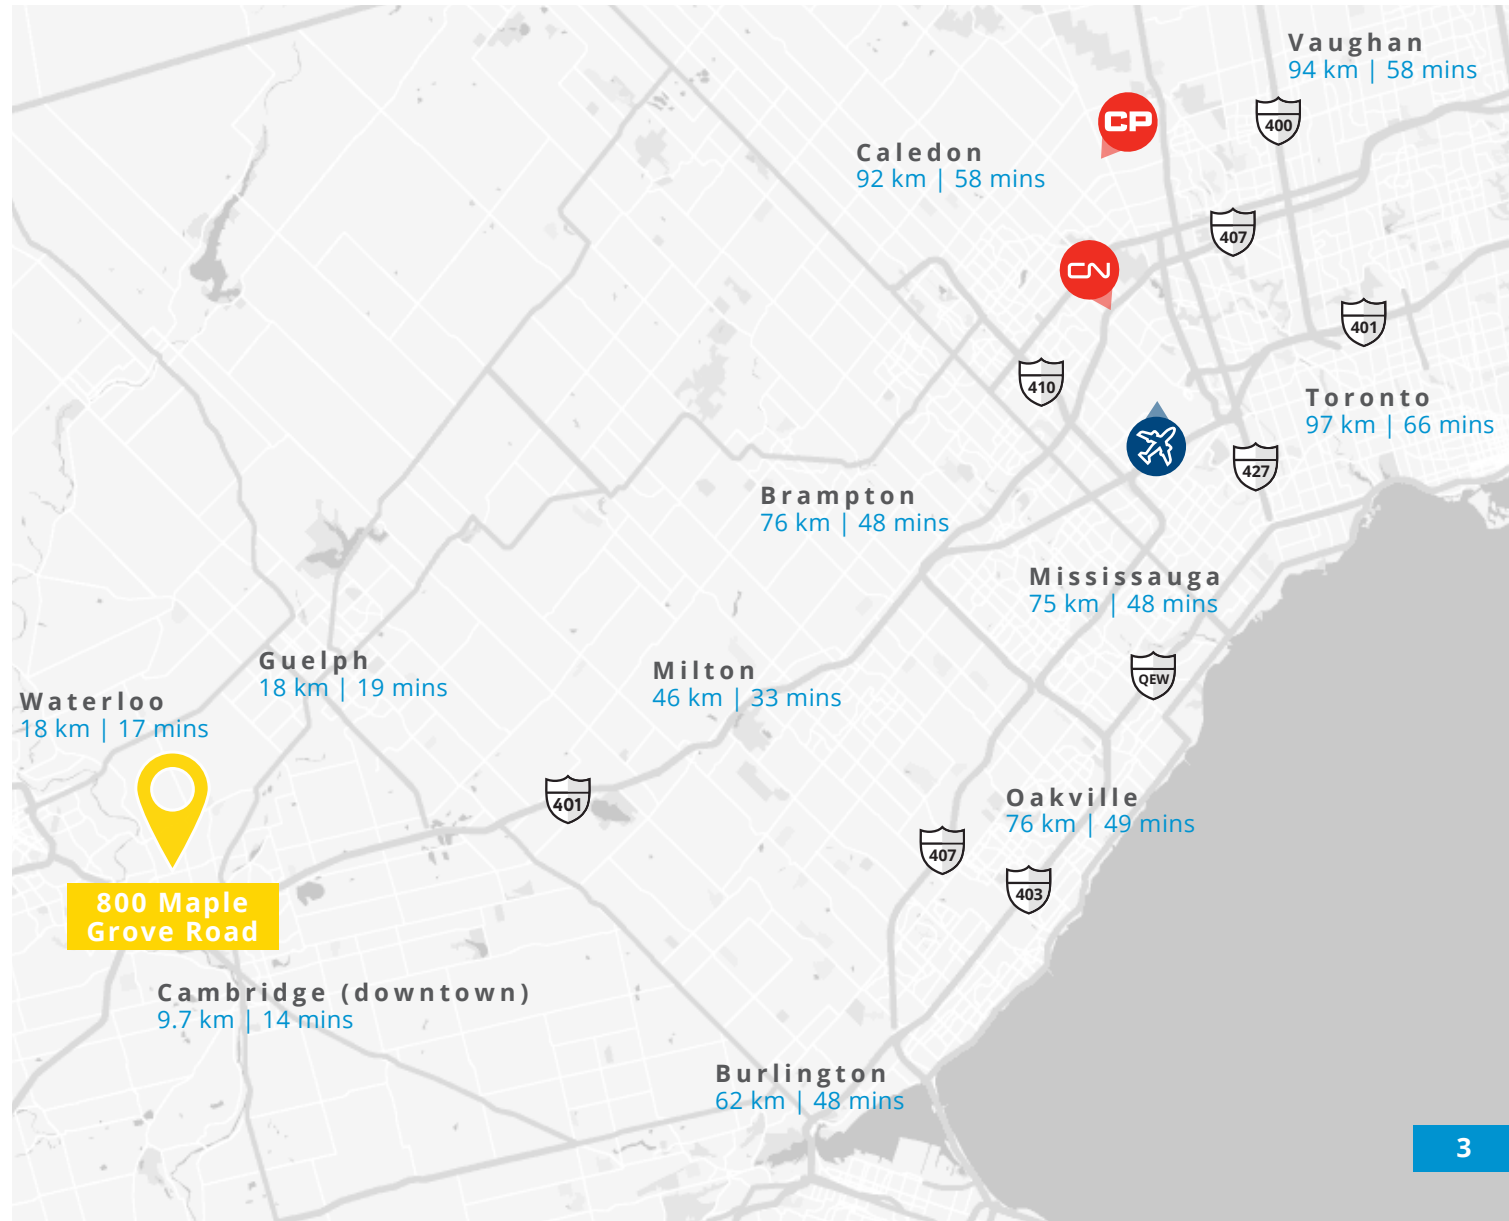 Vaughan
94 km | 58 mins
CP
400
Caledon
92 km | 58 mins
407
CN
401
410
Toronto
97 km | 66 mins
427
Brampton
76 km | 48 mins
Mississauga
75 km | 48 mins
Guelph
18 km | 19 mins
Milton
46 km | 33 mins
QEW
Waterloo
18 km | 17 mins
401
Oakville
76 km | 49 mins
407
403
800 Maple
Grove Road
Cambridge (downtown)
9.7 km | 14 mins
Burlington
62 km | 48 mins
3